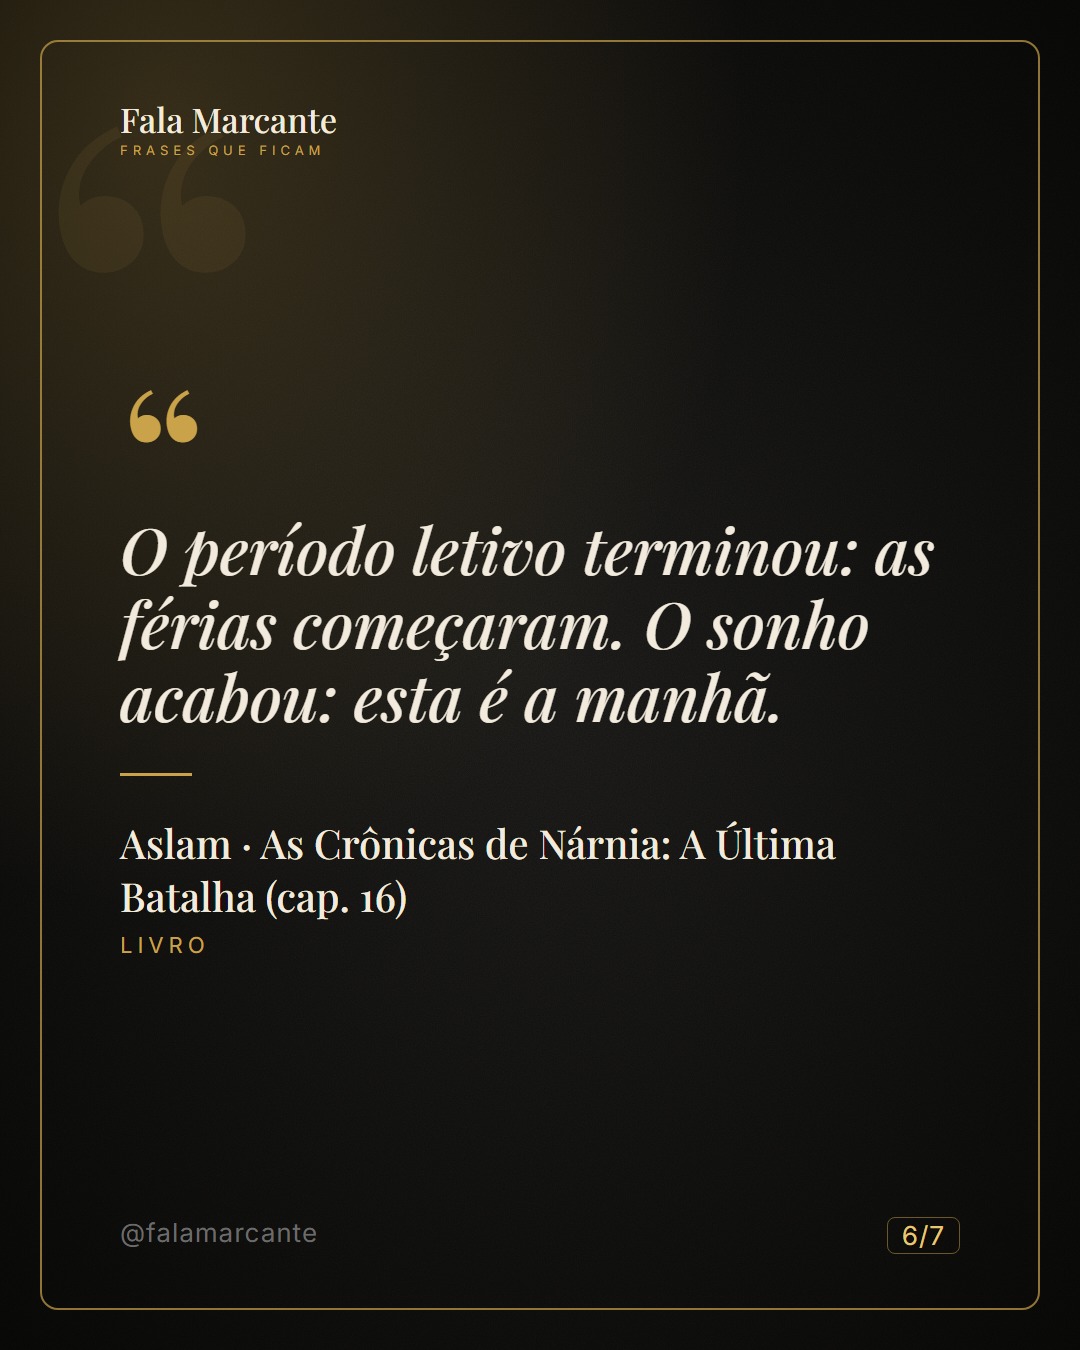 Fala Marcante
FRASES QUE FICAM
“
O período letivo terminou: as
férias começaram. O sonho
acabou: esta é a manhã.
Aslam · As Crônicas de Nárnia: A Última
Batalha (cap. 16)
LIVRO
@falamarcante
6/7